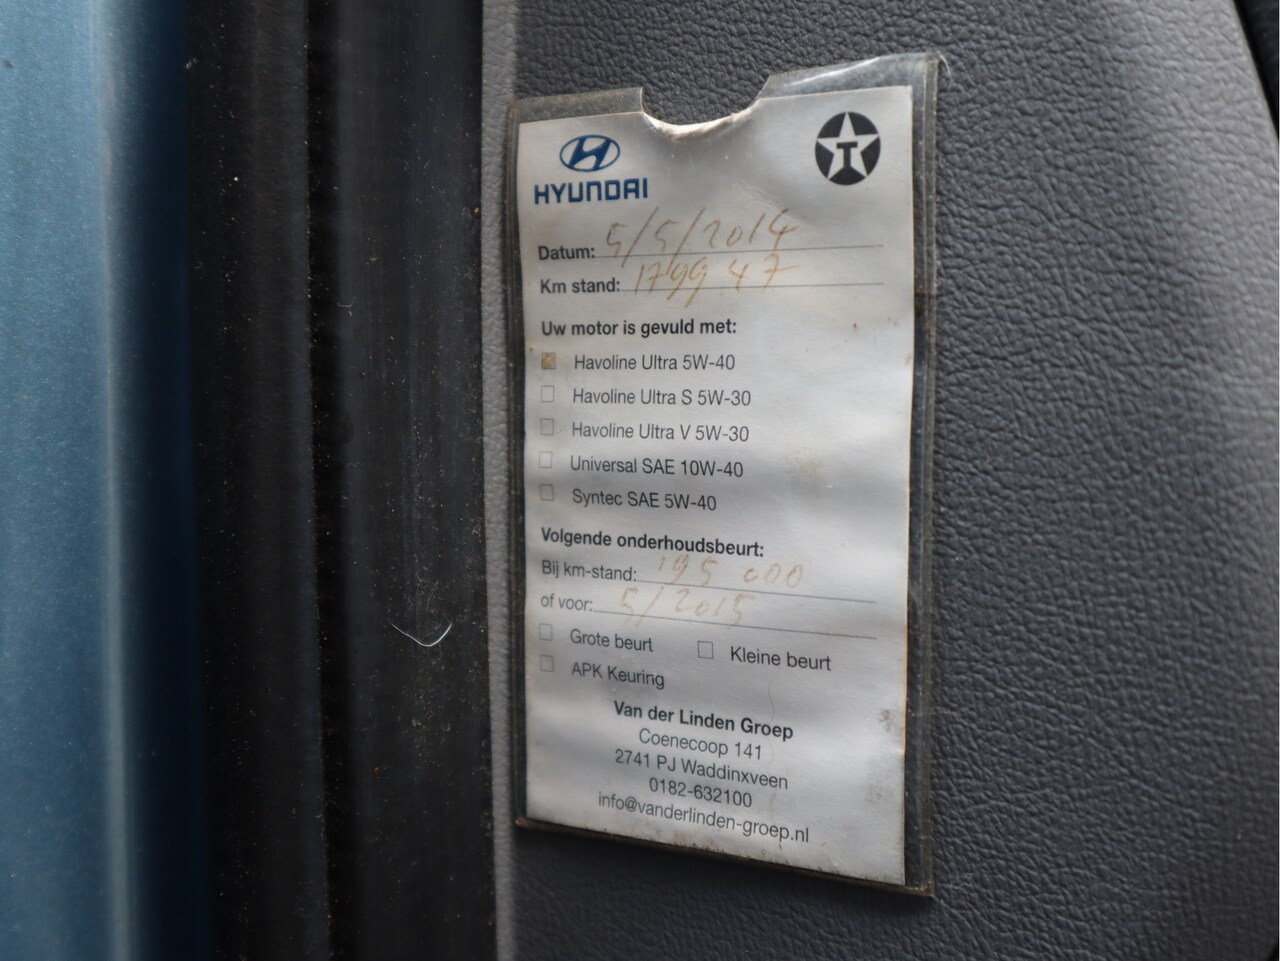 HYUNDAI
T
Datum: 5/5/2014
Km stand: 179947
Uw motor is gevuld met:
Havoline Ultra 5W-40
Havoline Ultra S 5W-30
Havoline Ultra V 5W-30
Universal SAE 10W-40
Syntec SAE 5W-40
Volgende onderhoudsbeurt:
Bij km-stand: 195 000
of voor: 5/2015
Grote beurt Kleine beurt
APK Keuring
Van der Linden Groep
Coenecoop 141
2741 PJ Waddinxveen
0182-632100
info@vanderlinden-groep.nl